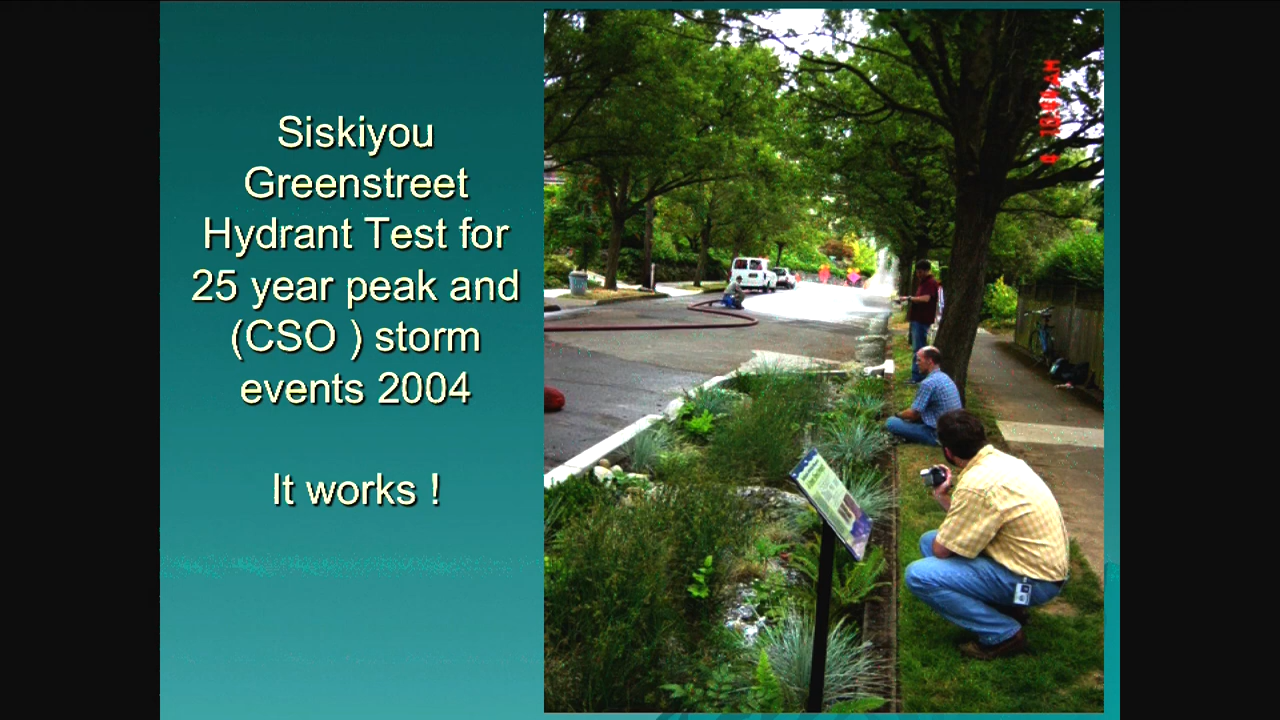 Siskiyou
Greenstreet
Hydrant Test for
25 year peak and
(CSO ) storm
events 2004
It works !